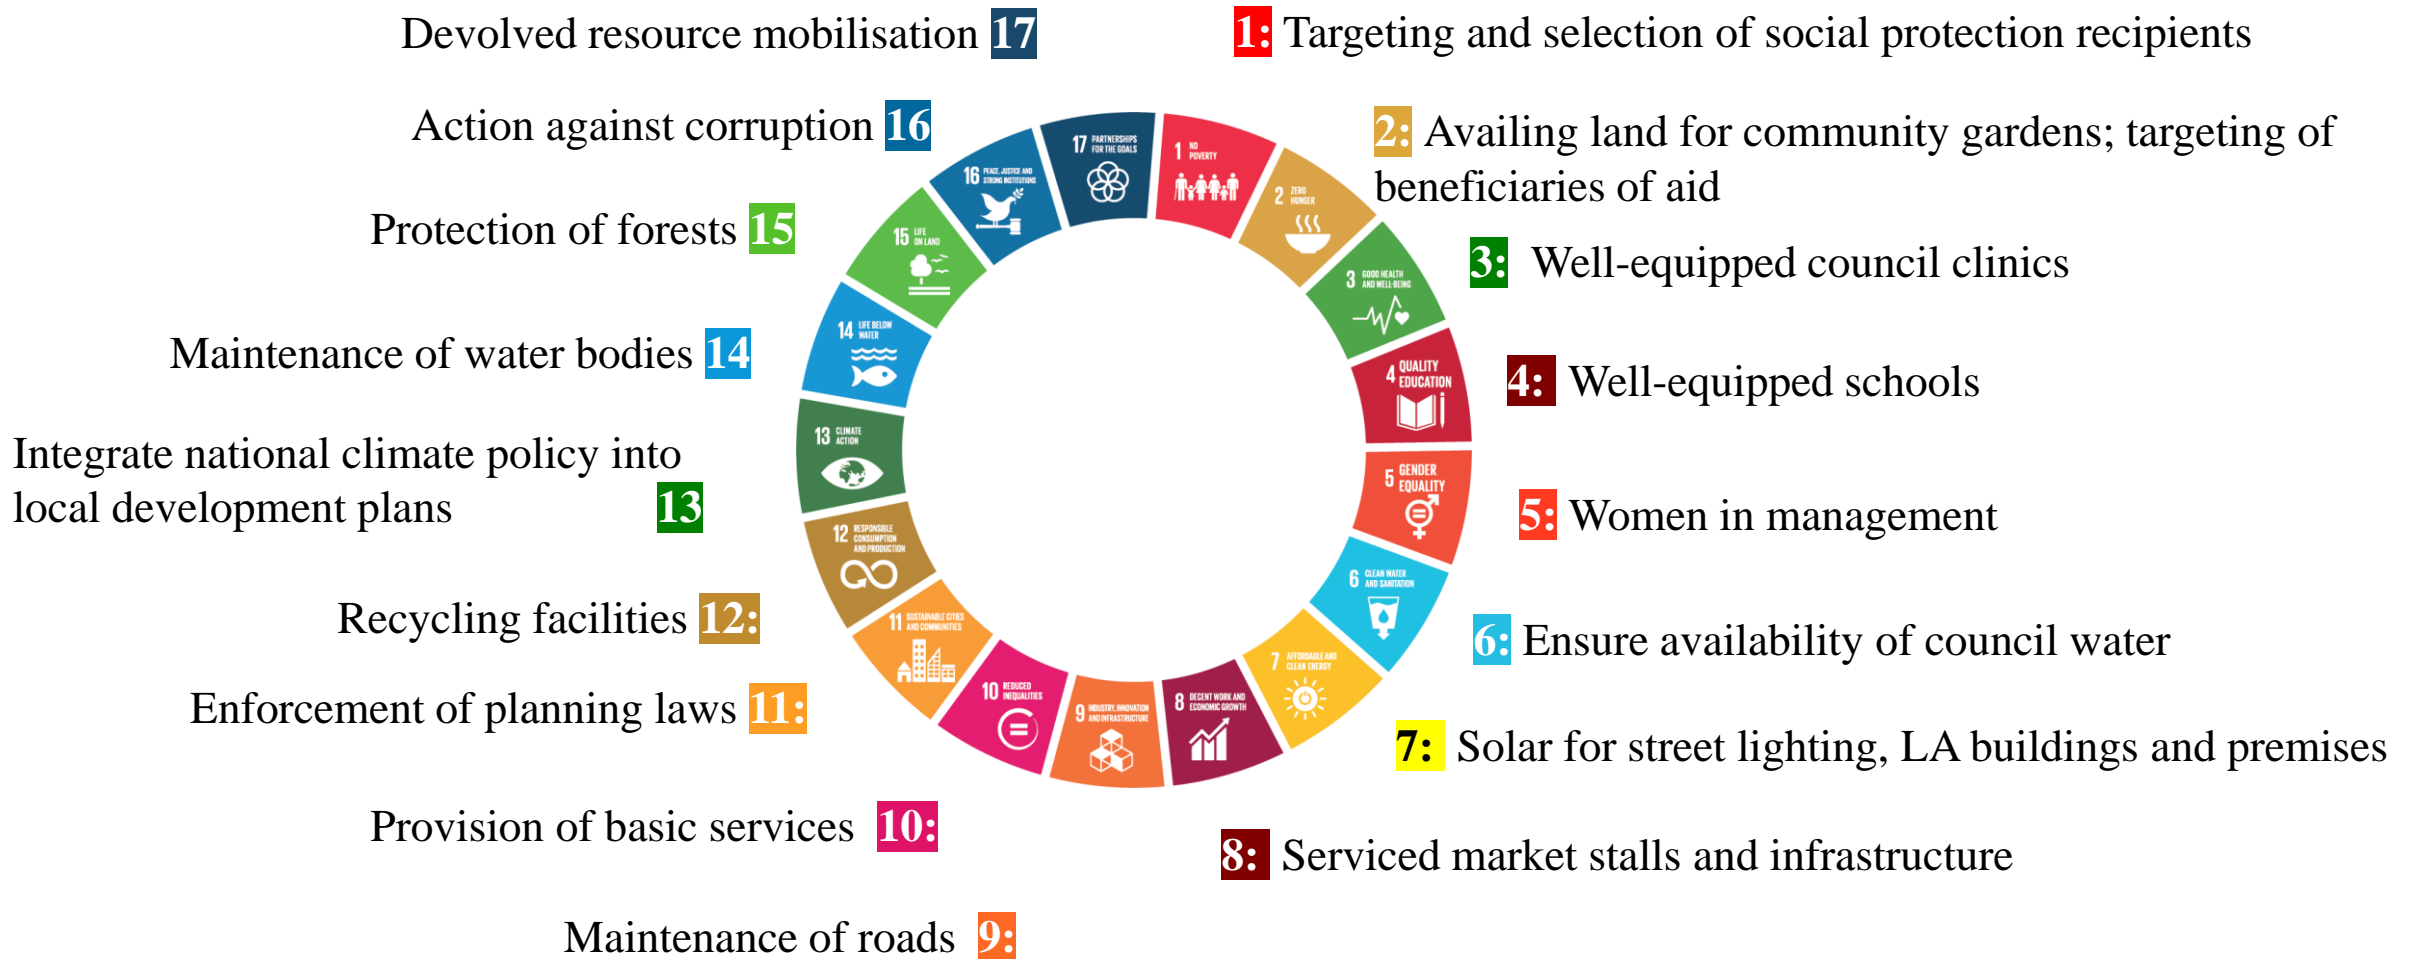 Devolved resource mobilisation 17
1: Targeting and selection of social protection recipients
Action against corruption 16
2: Availing land for community gardens; targeting of
beneficiaries of aid
Protection of forests 15
3: Well-equipped council clinics
Maintenance of water bodies 14
4: Well-equipped schools
Integrate national climate policy into
local development plans 13
5: Women in management
Recycling facilities 12:
6: Ensure availability of council water
Enforcement of planning laws 11:
7: Solar for street lighting, LA buildings and premises
Provision of basic services 10:
8: Serviced market stalls and infrastructure
Maintenance of roads 9:
1 NO
POVERTY
2 ZERO
HUNGER
3 GOOD HEALTH
AND WELL-BEING
4 QUALITY
EDUCATION
5 GENDER
EQUALITY
6 CLEAN WATER
AND SANITATION
7 AFFORDABLE AND
CLEAN ENERGY
8 DECENT WORK AND
ECONOMIC GROWTH
9 INDUSTRY, INNOVATION
AND INFRASTRUCTURE
10 REDUCED
INEQUALITIES
11 SUSTAINABLE CITIES
AND COMMUNITIES
12 RESPONSIBLE
CONSUMPTION
AND PRODUCTION
13 CLIMATE
ACTION
14 LIFE BELOW
WATER
15 LIFE
ON LAND
16 PEACE, JUSTICE AND
STRONG INSTITUTIONS
17 PARTNERSHIPS
FOR THE GOALS